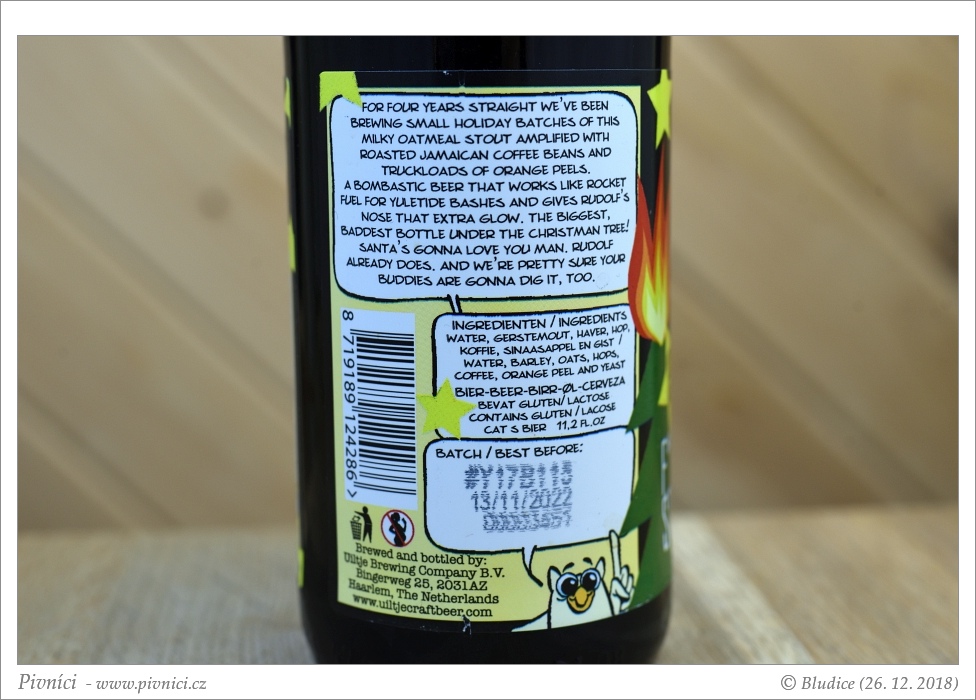 FOR FOUR YEARS STRAIGHT WE'VE BEEN
BREWING SMALL HOLIDAY BATCHES OF THIS
MILKY OATMEAL STOUT AMPLIFIED WITH
ROASTED JAMAICAN COFFEE BEANS AND
TRUCKLOADS OF ORANGE PEELS.
A BOMBASTIC BEER THAT WORKS LIKE ROCKET
FUEL FOR YULETIDE BASHES AND GIVES RUDOLF'S
NOSE THAT EXTRA GLOW. THE BIGGEST,
BADDEST BOTTLE UNDER THE CHRISTMAN TREE!
SANTA'S GONNA LOVE YOU MAN. RUDOLF
ALREADY DOES. AND WE'RE PRETTY SURE YOUR
BUDDIES ARE GONNA DIG IT, TOO.
8 719189 124286 >
INGREDIENTEN / INGREDIENTS
WATER, GERSTEMOUT, HAVER, HOP,
KOFFIE, SINAASAPPEL EN GIST /
WATER, BARLEY, OATS, HOPS,
COFFEE, ORANGE PEEL AND YEAST
BIER-BEER-BIRR-ØL-CERVEZA
BEVAT GLUTEN/ LACTOSE
CONTAINS GLUTEN / LACOSE
CAT S BIER 11,2 FL.OZ
BATCH / BEST BEFORE:
13/11/2022
Brewed and bottled by:
Uiltje Brewing Company B.V.
Bingerweg 25, 2031AZ
Haarlem, The Netherlands
www.uiltjecraftbeer.com
Pivníci - www.pivnici.cz
© Bludice (26. 12. 2018)